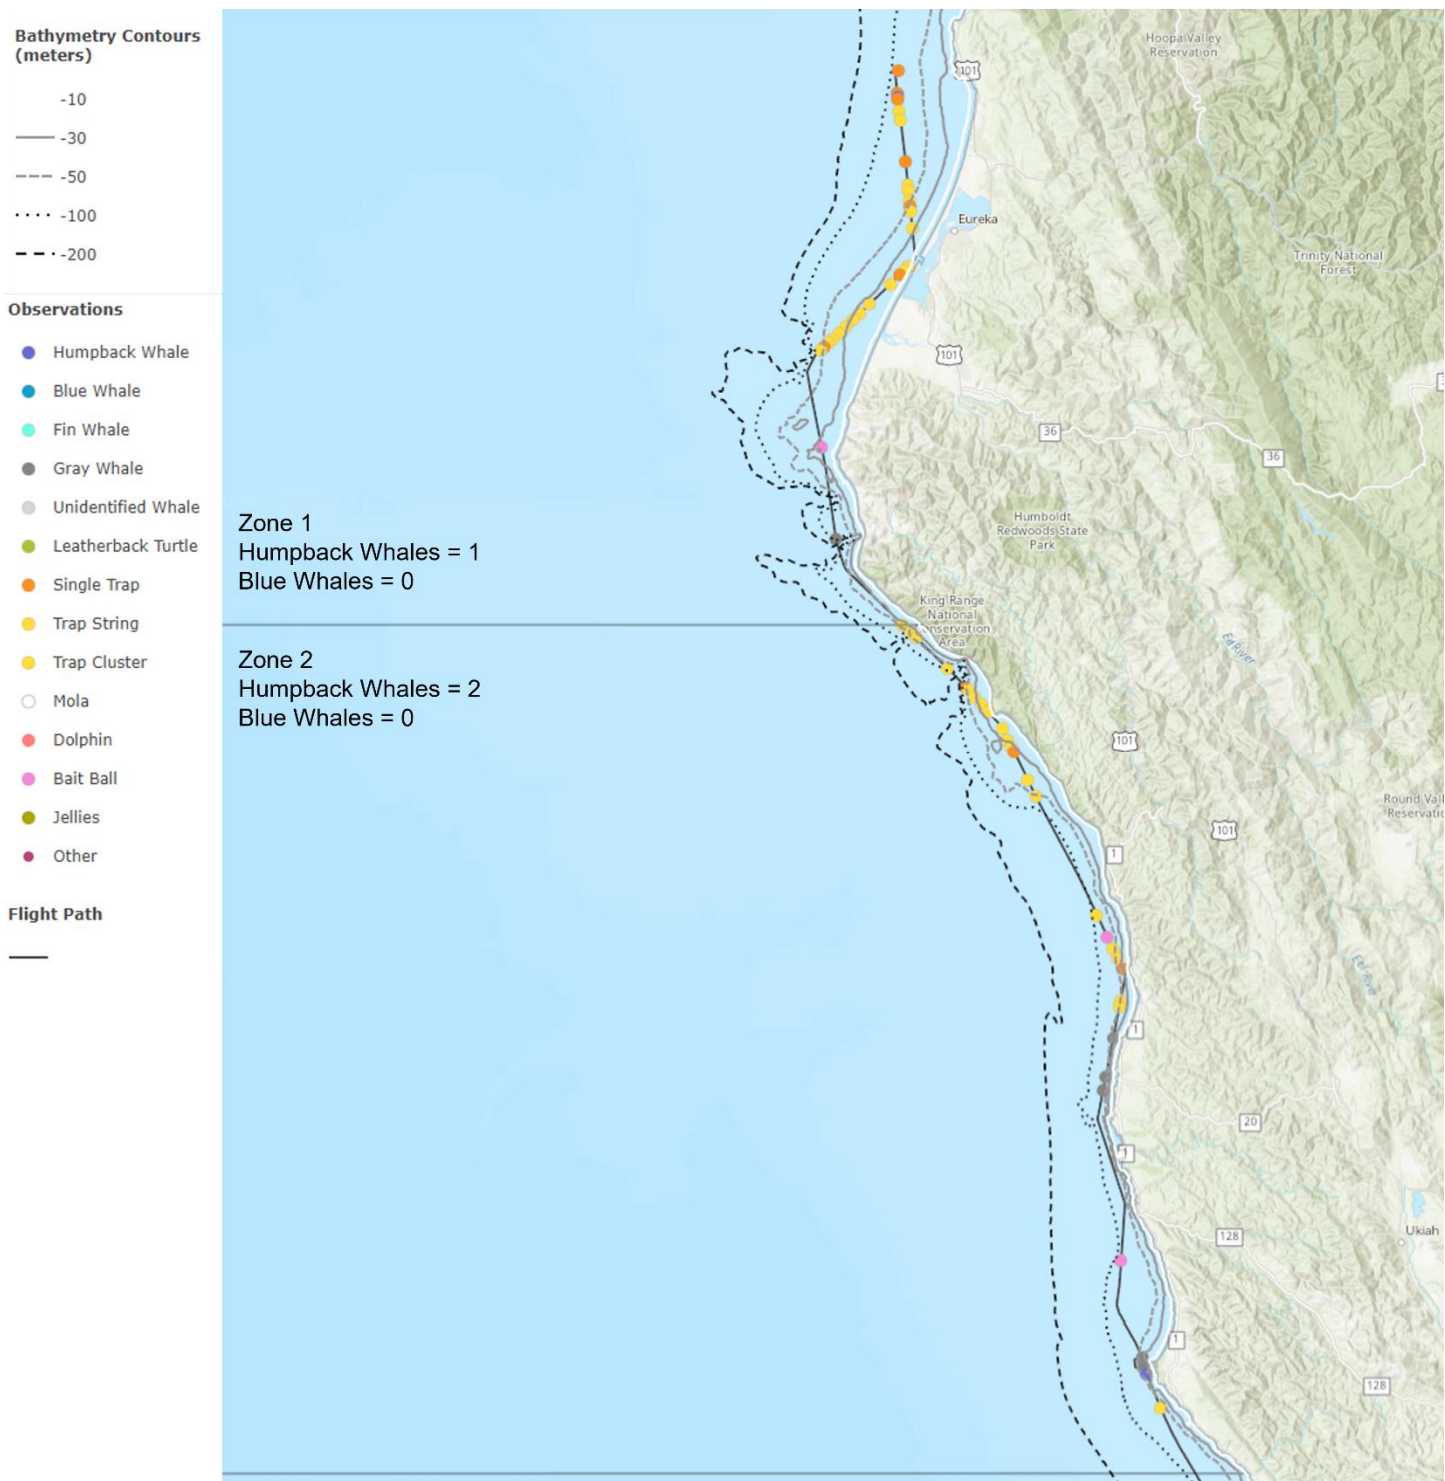 Bathymetry Contours
(meters)
-10
-30
-50
-100
-200
Observations
Humpback Whale
Blue Whale
Fin Whale
Gray Whale
Unidentified Whale
Leatherback Turtle
Single Trap
Trap String
Trap Cluster
Mola
Dolphin
Bait Ball
Jellies
Other
Flight Path
Zone 1
Humpback Whales = 1
Blue Whales = 0
Zone 2
Humpback Whales = 2
Blue Whales = 0
Hoopa Valley
Reservation
101
Eureka
Trinity National
Forest
101
36
36
Humboldt
Redwoods State
Park
King Range
National
Conservation
Area
Eel River
101
Round Vall
Reservatio
101
1
Eel River
1
20
1
128
Ukiah
1
128